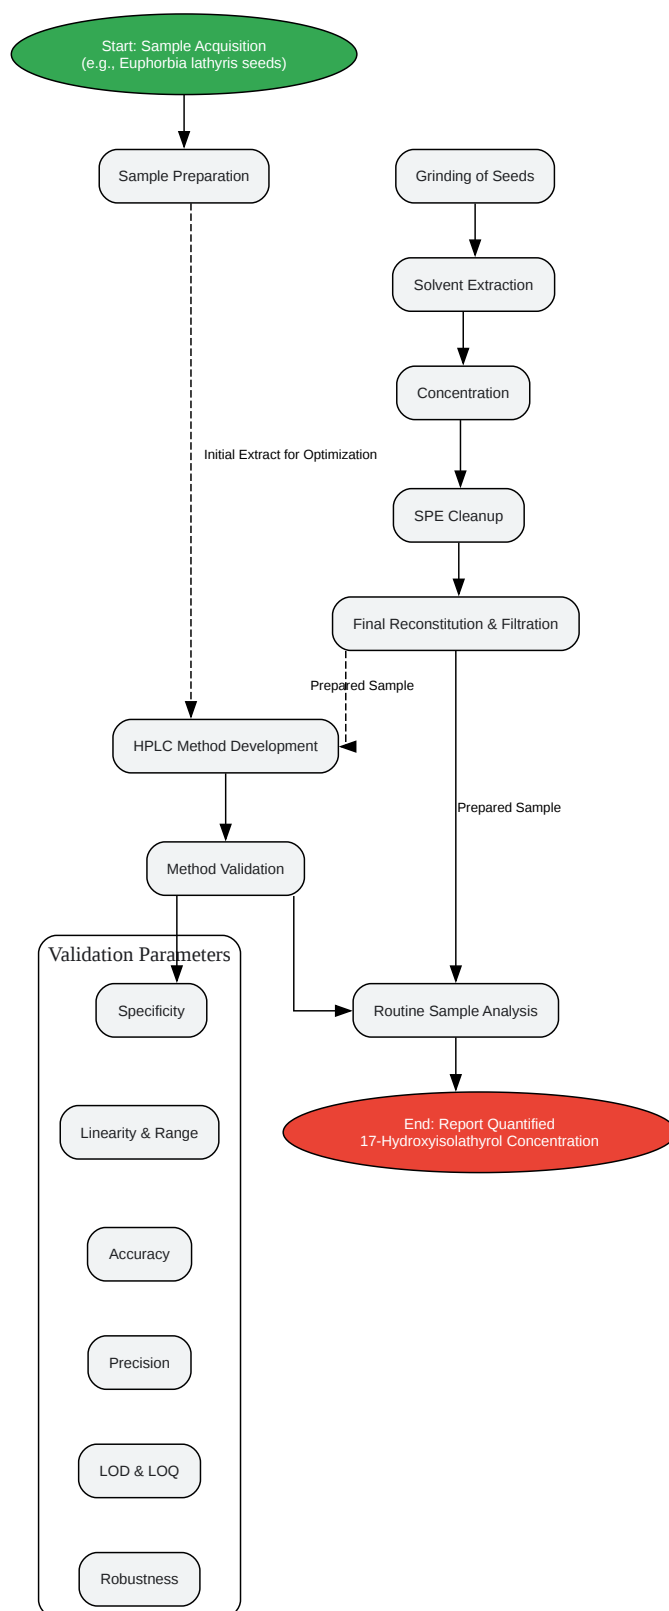 Start: Sample Acquisition
(e.g., Euphorbia lathyris seeds)
Sample Preparation
Grinding of Seeds
Solvent Extraction
Concentration
Initial Extract for Optimization
SPE Cleanup
Final Reconstitution & Filtration
Prepared Sample
HPLC Method Development
Prepared Sample
Method Validation
Validation Parameters
Specificity
Routine Sample Analysis
Linearity & Range
End: Report Quantified
17-Hydroxyisolathyrol Concentration
Accuracy
Precision
LOD & LOQ
Robustness